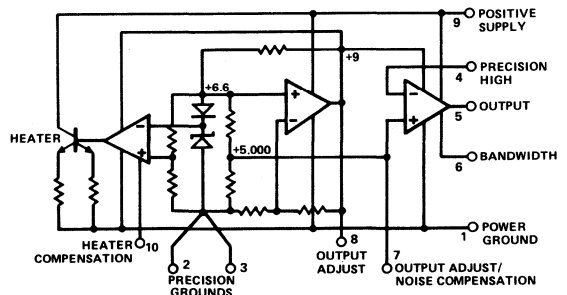 9 POSITIVE
SUPPLY
+9
PRECISION
4 HIGH
+6.6
+
-
-
+
-
+
5 OUTPUT
HEATER
+5.000
6 BANDWIDTH
1 POWER
GROUND
HEATER 10
COMPENSATION
2
3
PRECISION
GROUNDS
8
OUTPUT
ADJUST
7
OUTPUT ADJUST/
NOISE COMPENSATION